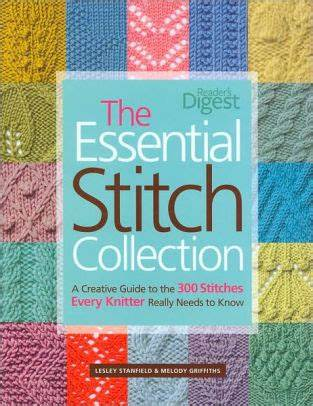 Reader's
Digest
The
Essential
Stitch
Collection
A Creative Guide to the 300 Stitches
Every Knitter Really Needs to Know
LESLEY STANFIELD & MELODY GRIFFITHS